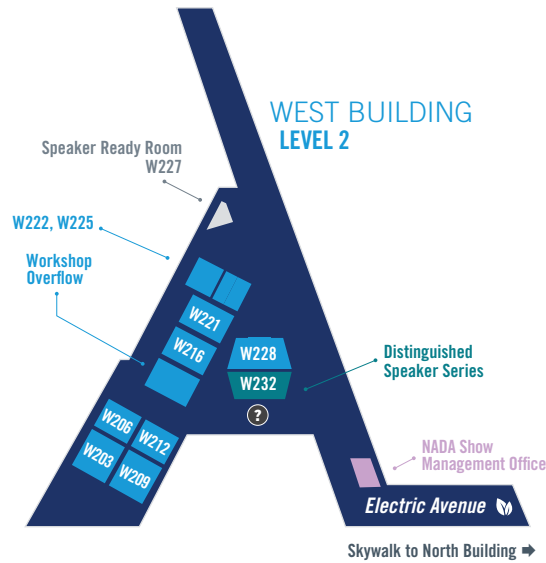 WEST BUILDING
LEVEL 2
Speaker Ready Room
W227
W222, W225
Workshop
Overflow
W221
W216
W228
W232
?
Distinguished
Speaker Series
W206
W212
W203
W209
NADA Show
Management Office
Electric Avenue
Skywalk to North Building ➡